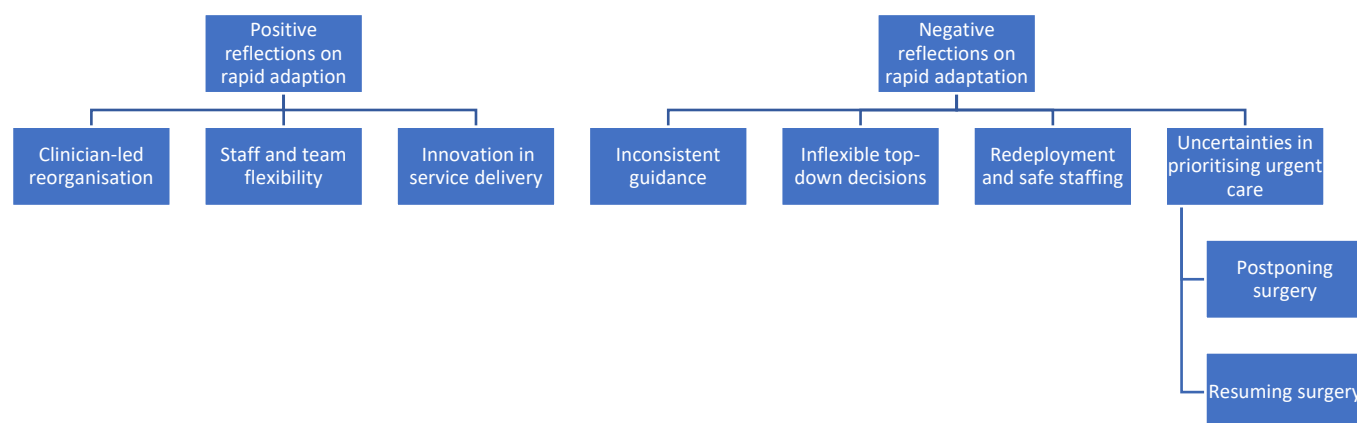 Positive
reflections on
rapid adaption
Negative
reflections on
rapid adaptation
Clinician-led
reorganisation
Staff and team
flexibility
Innovation in
service delivery
Inconsistent
guidance
Inflexible top-
down decisions
Redeployment
and safe staffing
Uncertainties in
prioritising urgent
care
Postponing
surgery
Resuming surgery